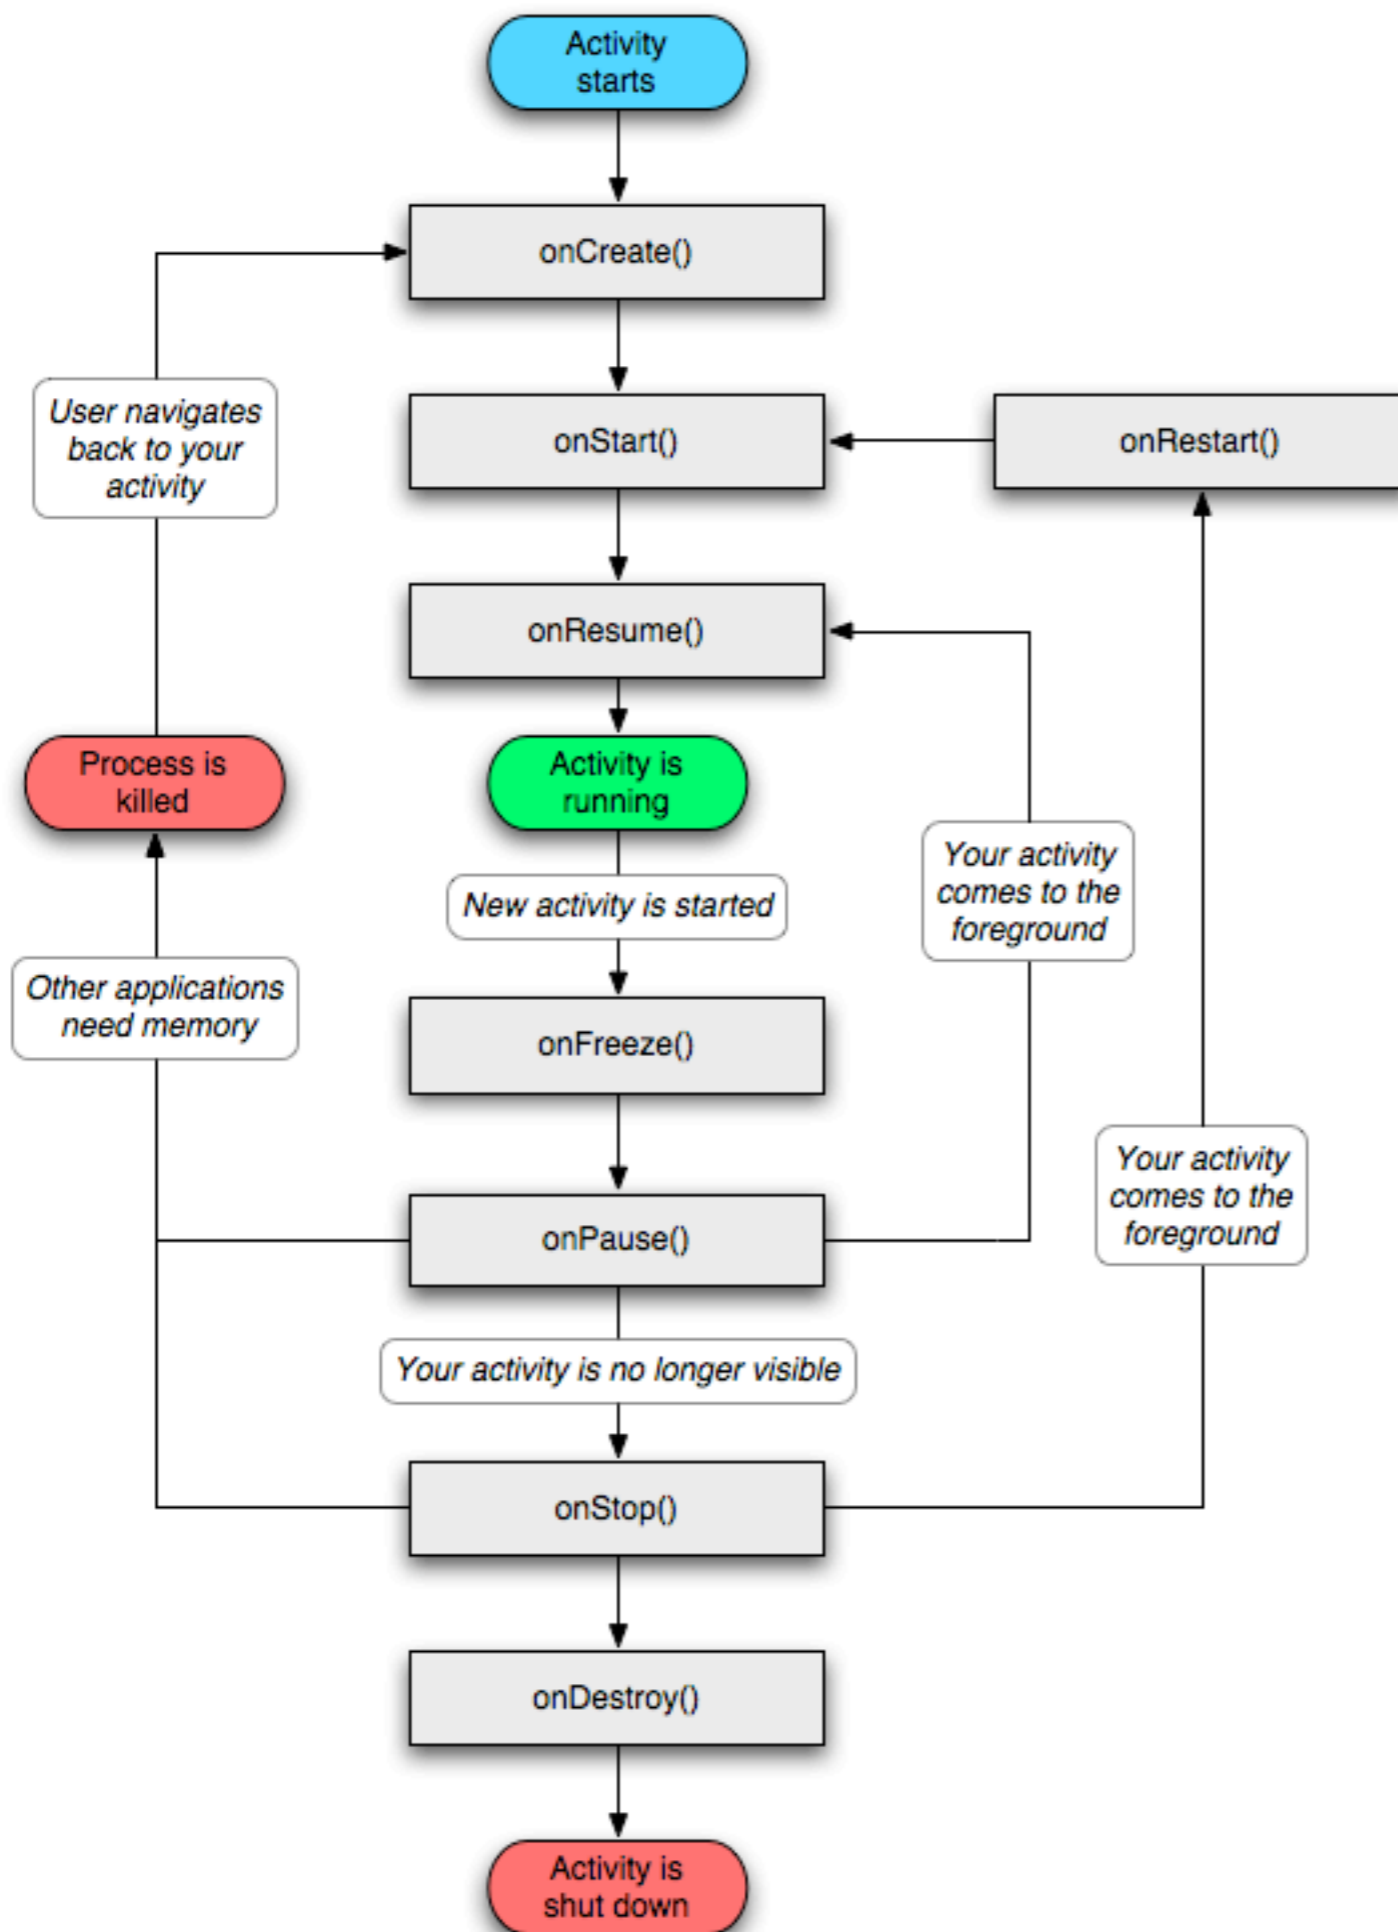 Activity
starts
onCreate()
User navigates
back to your
activity
onStart()
onRestart()
onResume()
Process is
killed
Activity is
running
Your activity
comes to the
foreground
New activity is started
Other applications
need memory
onFreeze()
Your activity
comes to the
foreground
onPause()
Your activity is no longer visible
onStop()
onDestroy()
Activity is
shut down